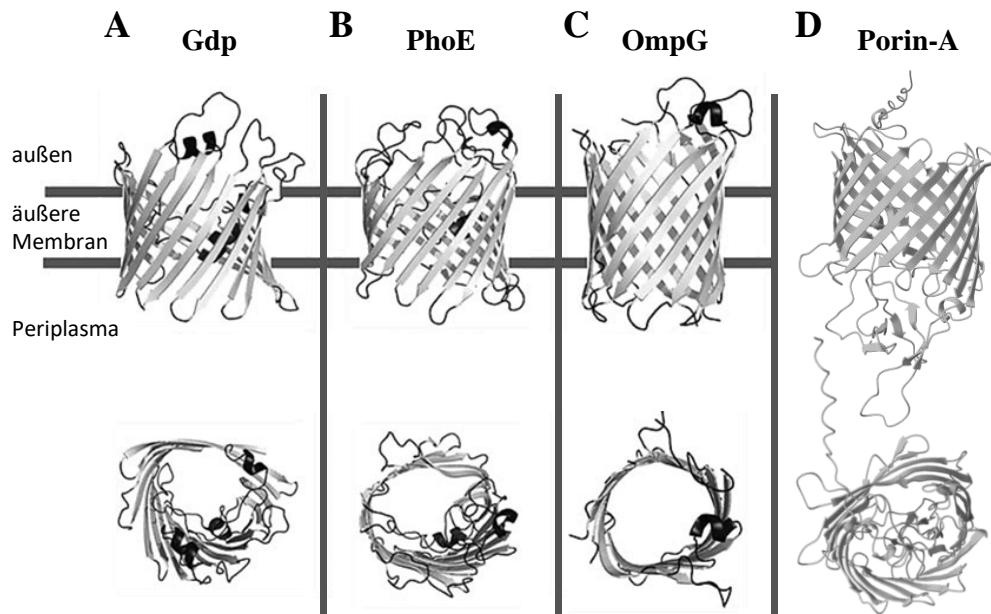 A
Gdp
B
PhoE
C
OmpG
D
Porin-A
außen
äußere
Membran
Periplasma